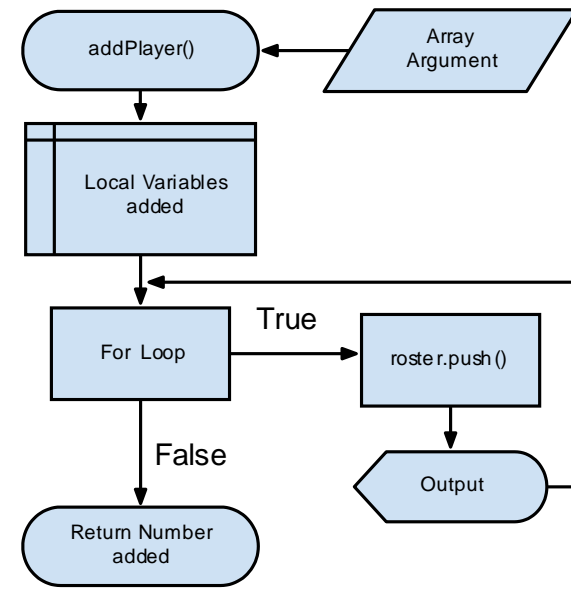 addPlayer()
Array
Argument
Local Variables
added
For Loop
True
roster.push()
False
Output
Return Number
added